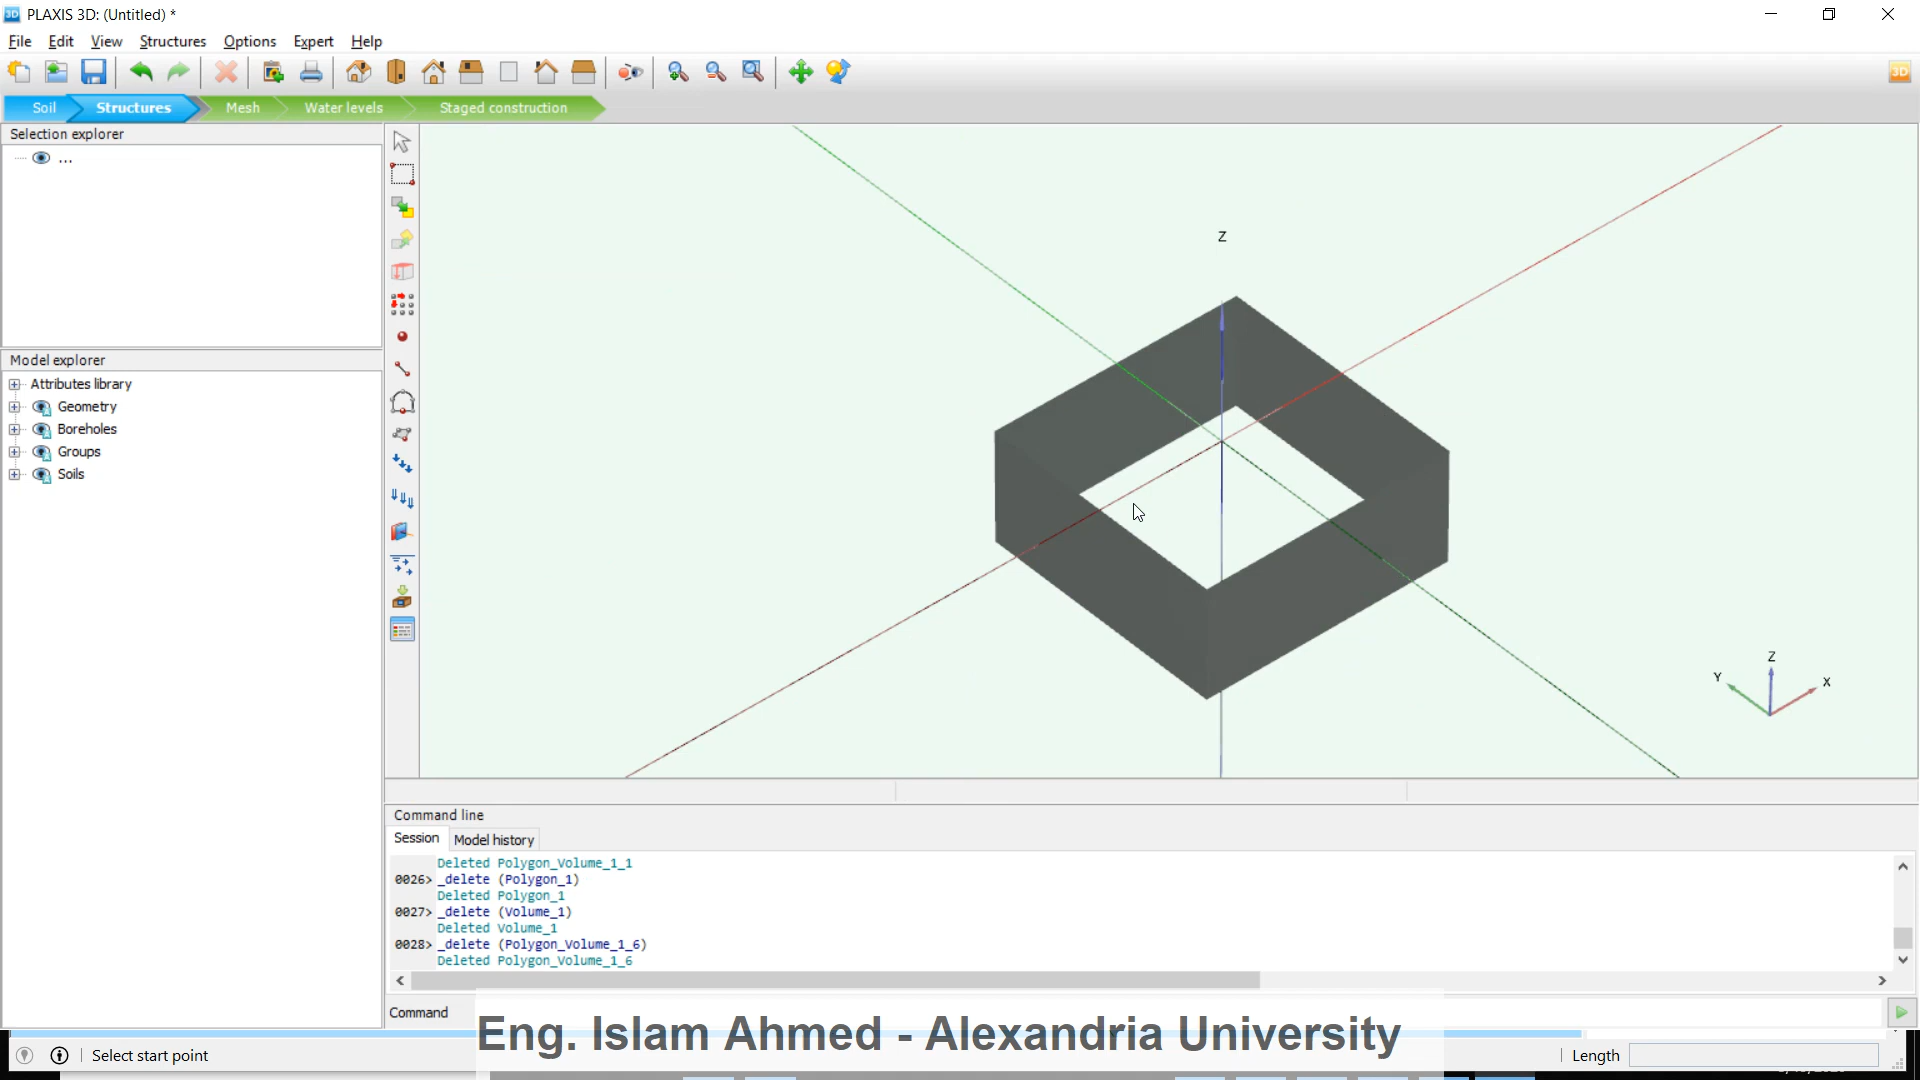 PLAXIS 3D: (Untitled) *
File Edit View Structures Options Expert Help
3D
Soil Structures Mesh Water levels Staged construction
Selection explorer
...
Model explorer
Attributes library
Geometry
Boreholes
Groups
Soils
Z
Z
Y
X
Command line
Session Model history
Deleted Polygon_Volume_1_1
0026> _delete (Polygon_1)
Deleted Polygon_1
0027> _delete (Volume_1)
Deleted Volume_1
0028> _delete (Polygon_Volume_1_6)
Deleted Polygon_Volume_1_6
Command
Eng. Islam Ahmed - Alexandria University
Select start point
Length